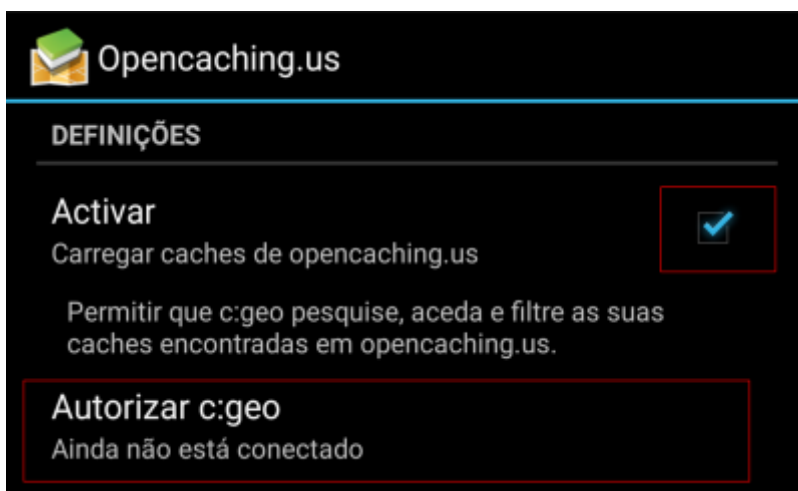 Opencaching.us
DEFINIÇÕES
Activar
Carregar caches de opencaching.us
Permitir que c:geo pesquise, aceda e filtre as suas
caches encontradas em opencaching.us.
Autorizar c:geo
Ainda não está conectado